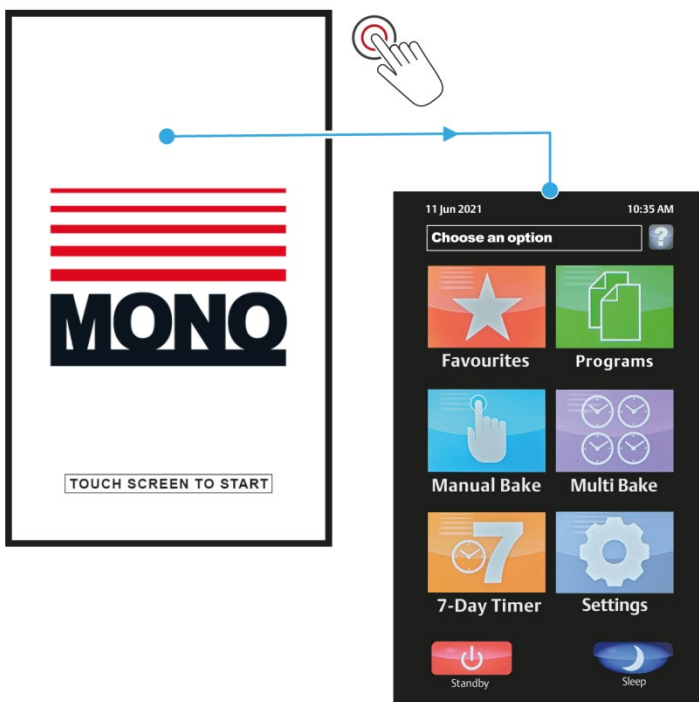 MONO
TOUCH SCREEN TO START
11 Jun 2021 10:35 AM
Choose an option ?
Favourites Programs
Manual Bake Multi Bake
7
7-Day Timer Settings
Standby Sleep